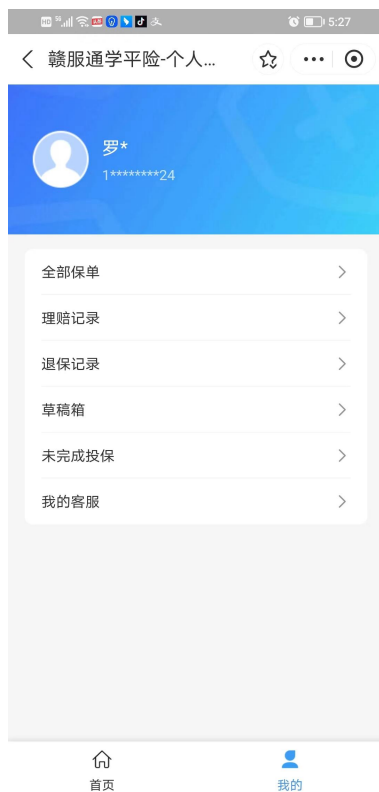 5:27
赣服通学平险-个人...
罗*
1********24
全部保单
理赔记录
退保记录
草稿箱
未完成投保
我的客服
首页
我的